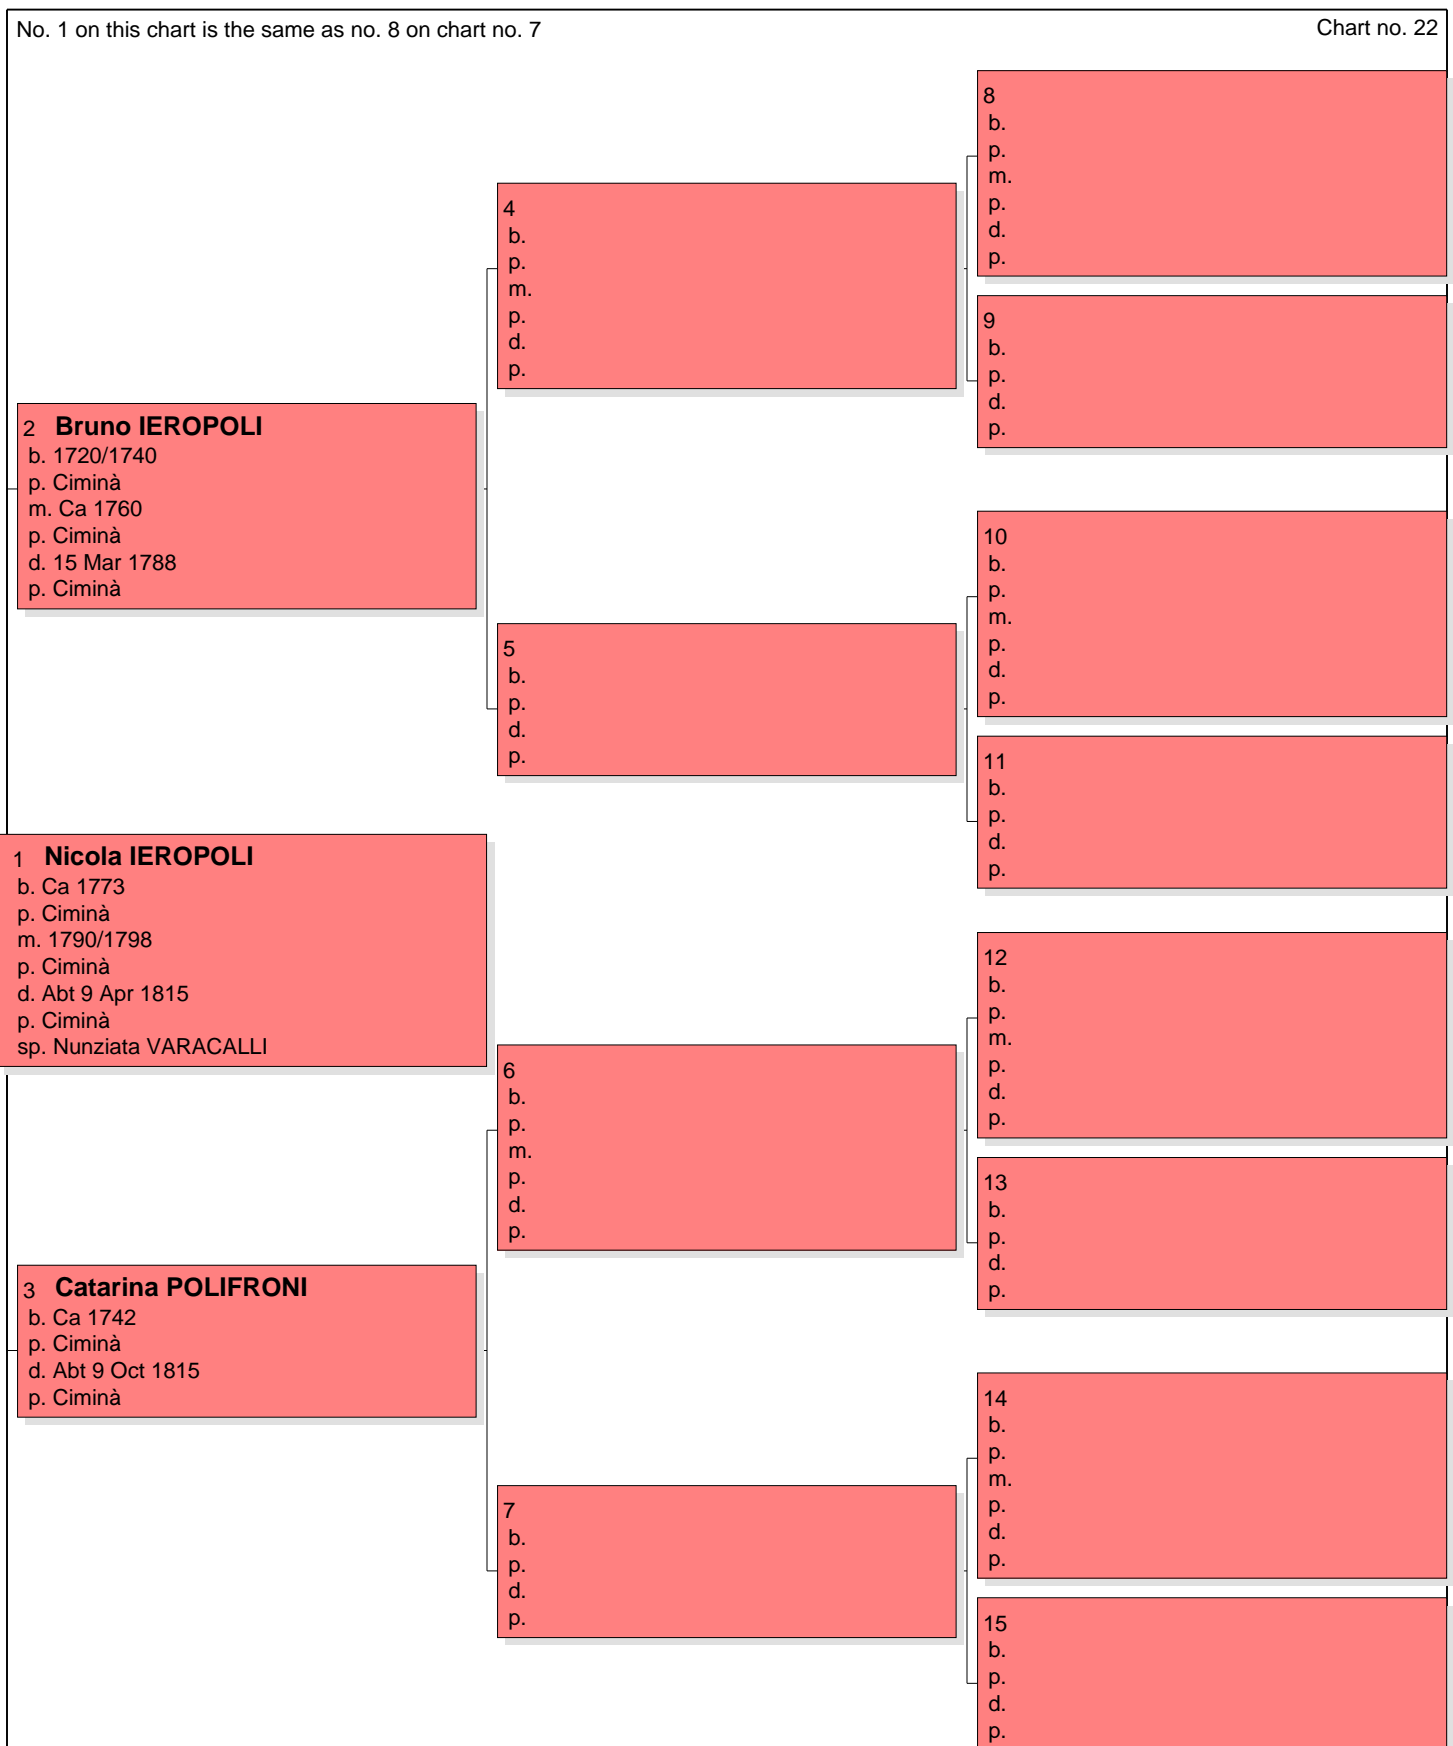 No. 1 on this chart is the same as no. 8 on chart no. 7
Chart no. 22
8
b.
p.
m.
p.
d.
p.
4
b.
p.
m.
p.
d.
p.
9
b.
p.
d.
p.
2 Bruno IEROPOLI
b. 1720/1740
p. Ciminà
m. Ca 1760
p. Ciminà
d. 15 Mar 1788
p. Ciminà
10
b.
p.
m.
p.
d.
p.
5
b.
p.
d.
p.
11
b.
p.
d.
p.
1 Nicola IEROPOLI
b. Ca 1773
p. Ciminà
m. 1790/1798
p. Ciminà
d. Abt 9 Apr 1815
p. Ciminà
sp. Nunziata VARACALLI
12
b.
p.
m.
p.
d.
p.
6
b.
p.
m.
p.
d.
p.
13
b.
p.
d.
p.
3 Catarina POLIFRONI
b. Ca 1742
p. Ciminà
d. Abt 9 Oct 1815
p. Ciminà
14
b.
p.
m.
p.
d.
p.
7
b.
p.
d.
p.
15
b.
p.
d.
p.